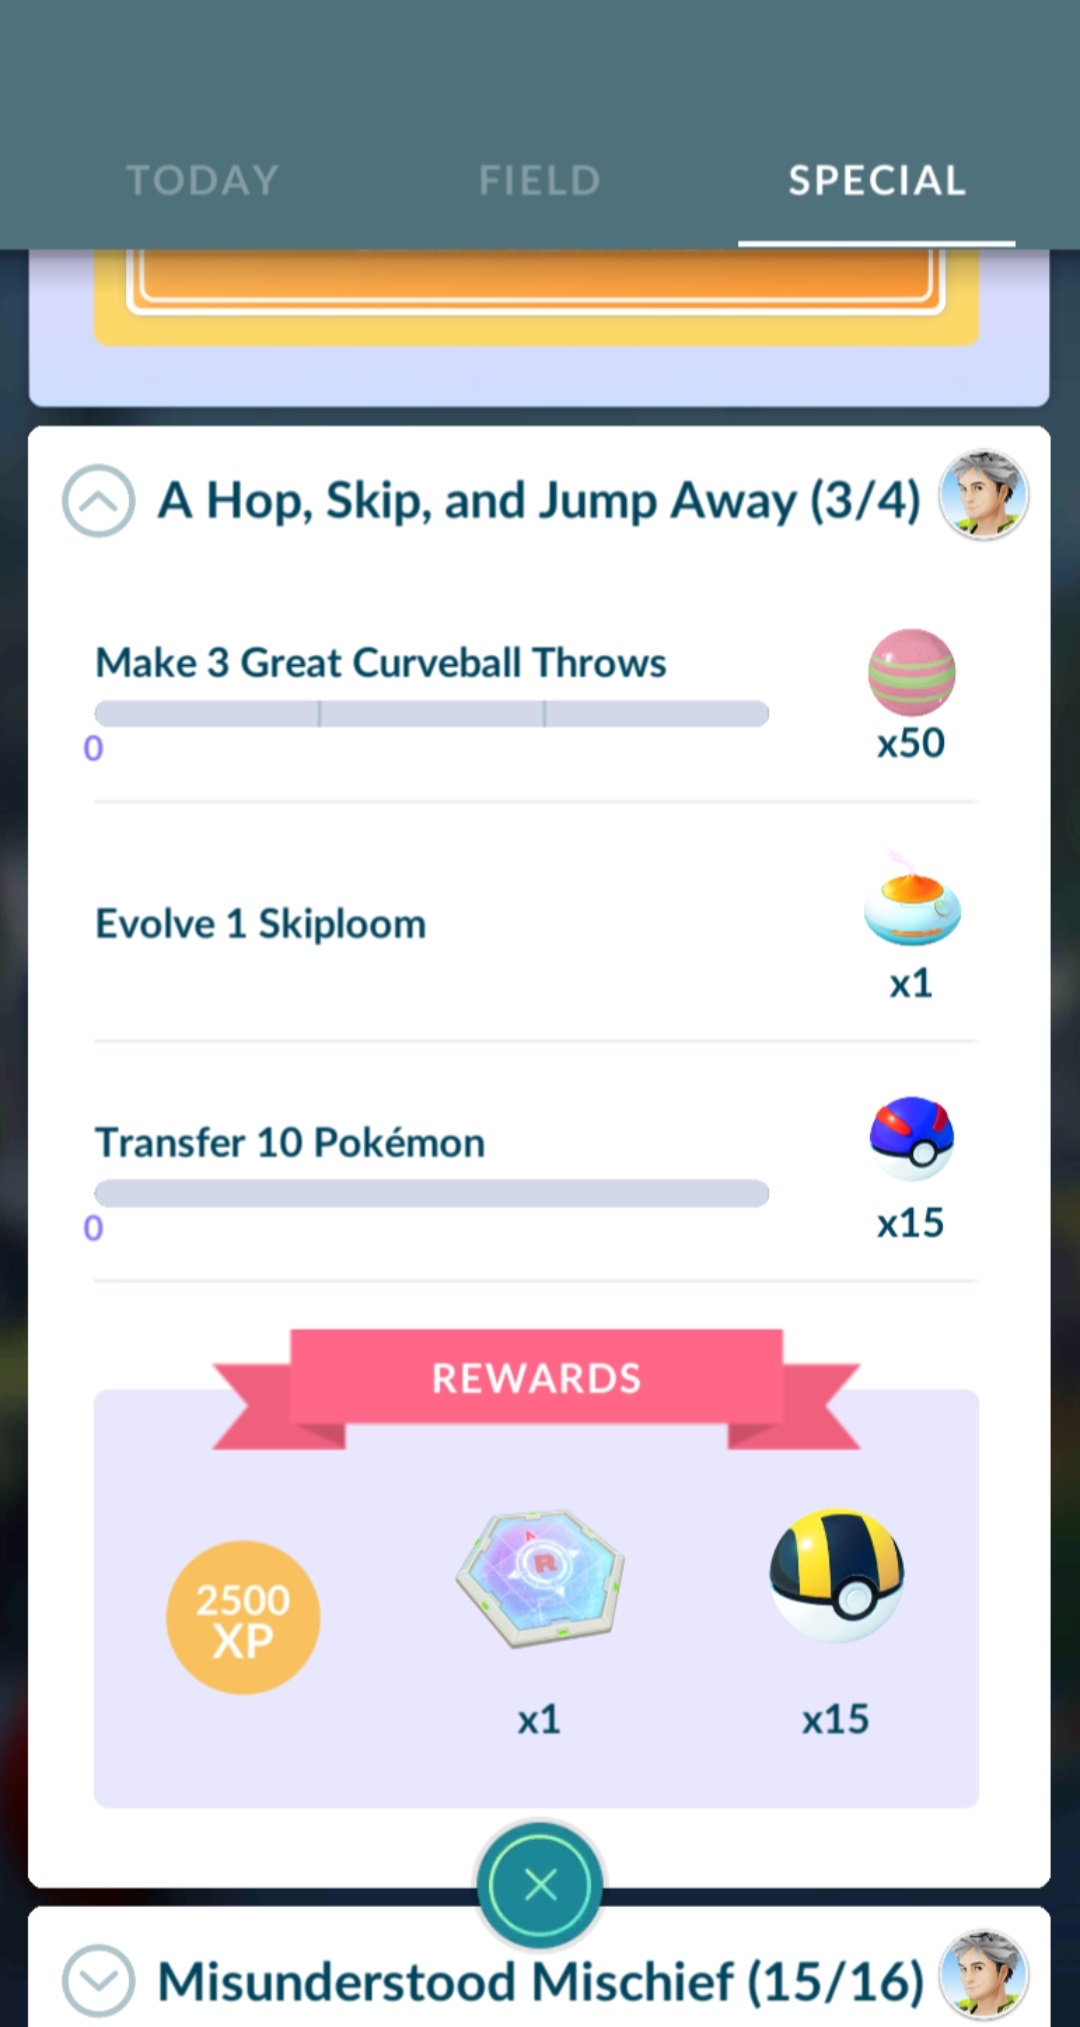 TODAY
FIELD
SPECIAL
A Hop, Skip, and Jump Away (3/4)
Make 3 Great Curveball Throws
0
x50
Evolve 1 Skiploom
x1
Transfer 10 Pokémon
0
x15
REWARDS
2500
XP
R
x1
x15
Misunderstood Mischief (15/16)